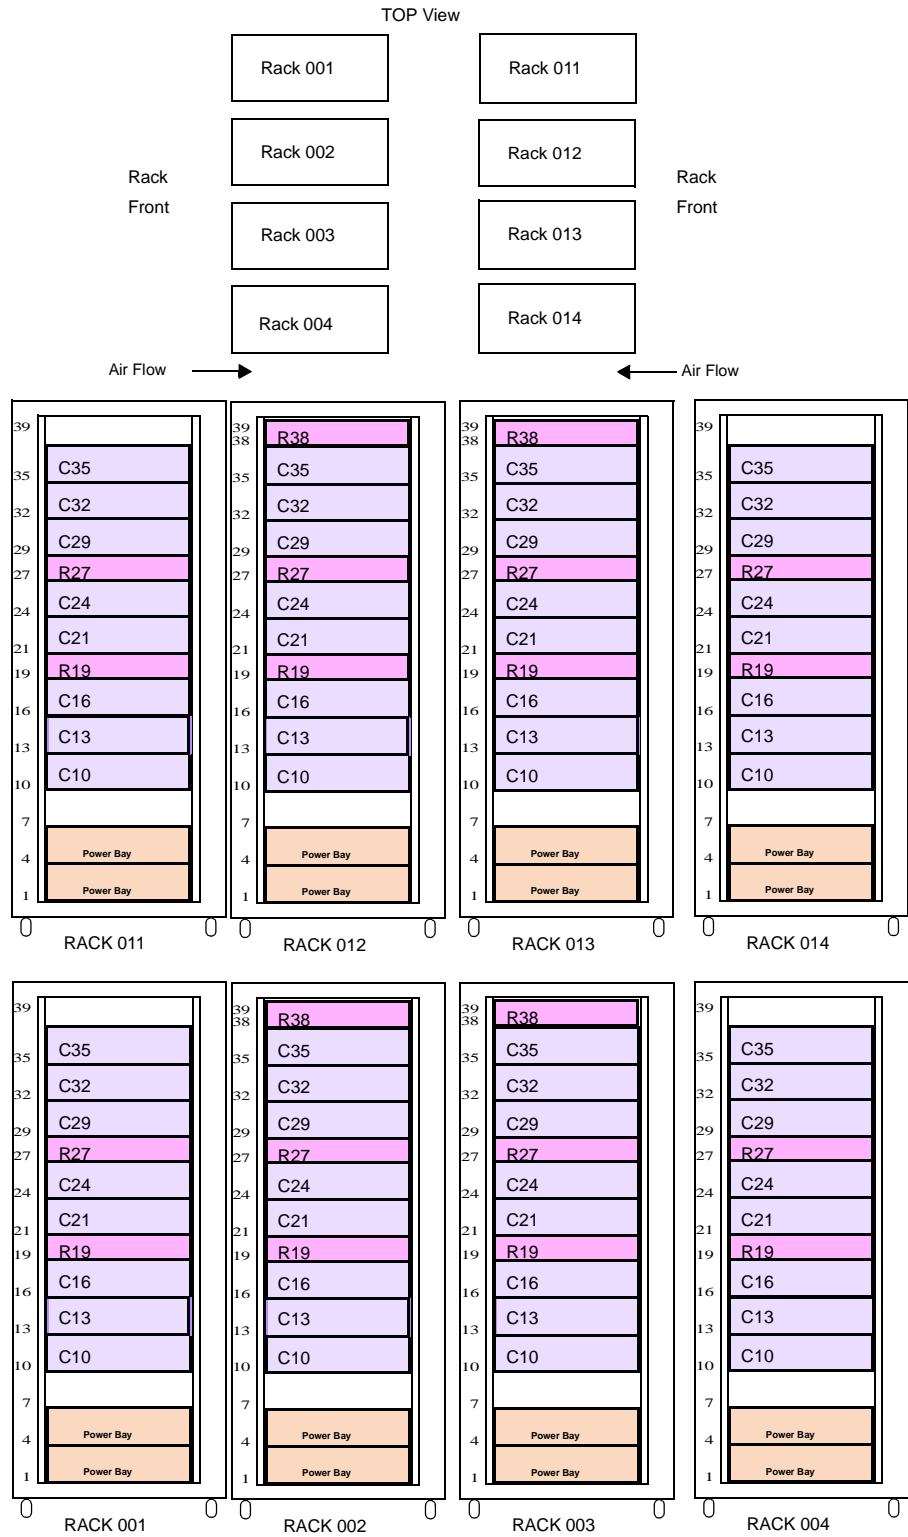 TOP View
Rack 001
Rack 011
Rack 002
Rack 012
Rack
Front
Rack
Front
Rack 003
Rack 013
Rack 004
Rack 014
Air Flow
Air Flow
39
35
32
29
27
24
21
19
16
13
10
7
4
1
C35
C32
C29
R27
C24
C21
R19
C16
C13
C10
Power Bay
Power Bay
RACK 011
39
38
35
32
29
27
24
21
19
16
13
10
7
4
1
R38
C35
C32
C29
R27
C24
C21
R19
C16
C13
C10
Power Bay
Power Bay
RACK 012
39
38
35
32
29
27
24
21
19
16
13
10
7
4
1
R38
C35
C32
C29
R27
C24
C21
R19
C16
C13
C10
Power Bay
Power Bay
RACK 013
39
35
32
29
27
24
21
19
16
13
10
7
4
1
C35
C32
C29
R27
C24
C21
R19
C16
C13
C10
Power Bay
Power Bay
RACK 014
39
35
32
29
27
24
21
19
16
13
10
7
4
1
C35
C32
C29
R27
C24
C21
R19
C16
C13
C10
Power Bay
Power Bay
RACK 001
39
38
35
32
29
27
24
21
19
16
13
10
7
4
1
R38
C35
C32
C29
R27
C24
C21
R19
C16
C13
C10
Power Bay
Power Bay
RACK 002
39
38
35
32
29
27
24
21
19
16
13
10
7
4
1
R38
C35
C32
C29
R27
C24
C21
R19
C16
C13
C10
Power Bay
Power Bay
RACK 003
39
35
32
29
27
24
21
19
16
13
10
7
4
1
C35
C32
C29
R27
C24
C21
R19
C16
C13
C10
Power Bay
Power Bay
RACK 004